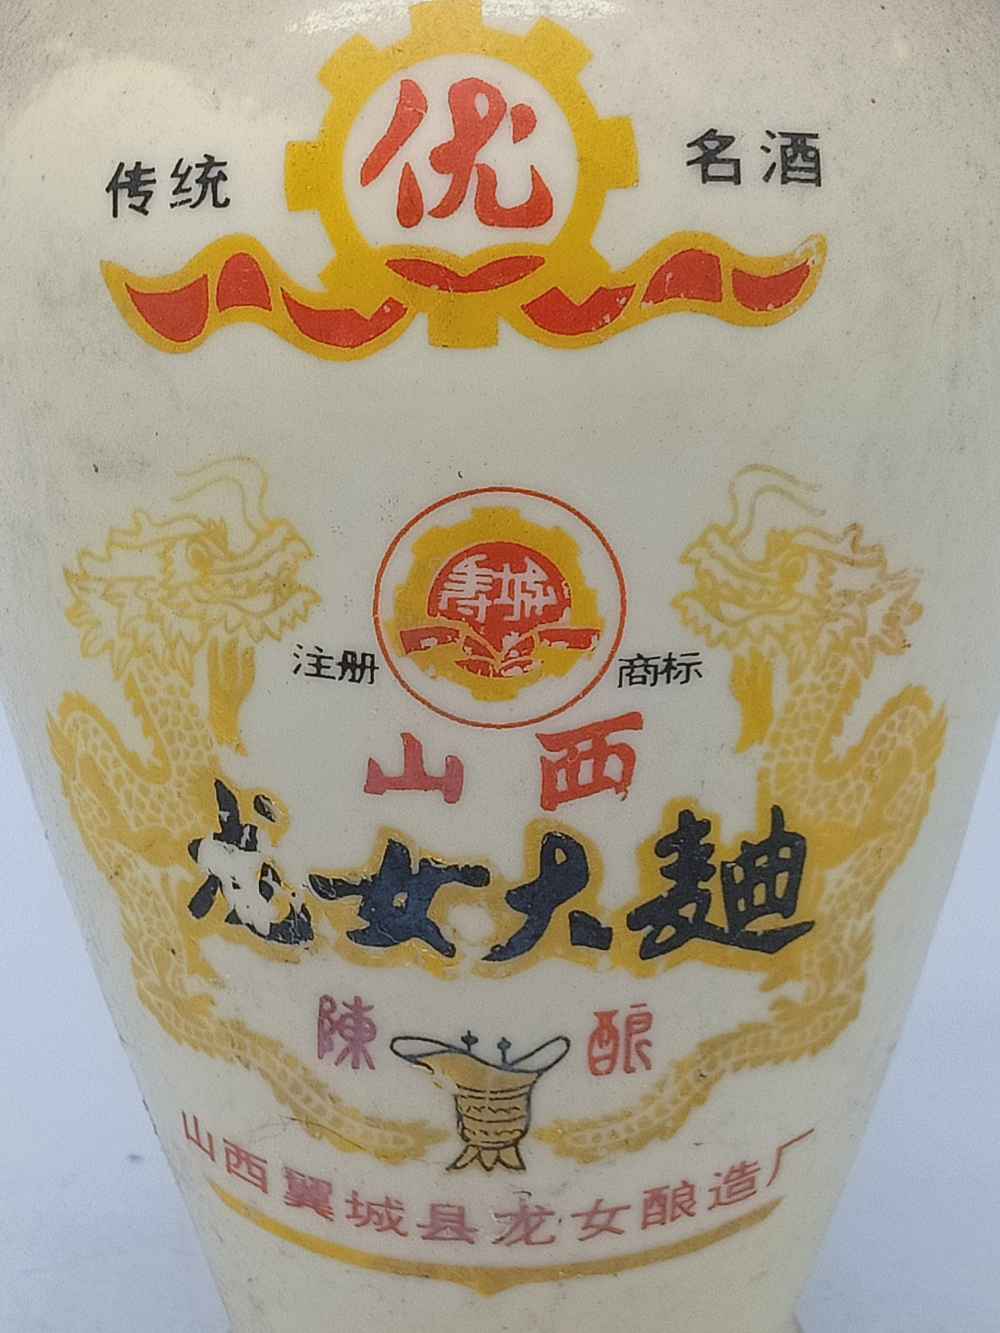 传统 优 名酒
寿城
注册 商标
山西
龙女大麯
陳酿
山西翼城县龙女酿造厂